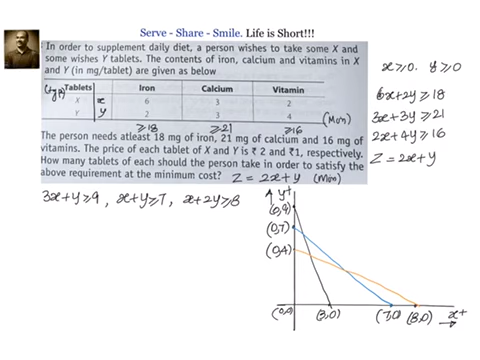 Serve - Share - Smile. Life is Short!!!
In order to supplement daily diet, a person wishes to take some X and
some wishes Y tablets. The contents of iron, calcium and vitamins in X
and Y (in mg/tablet) are given as below
Tablets Iron Calcium Vitamin
X x 6 3 2
Y y 2 3 4 (Min)
≥18 ≥21 ≥16
The person needs atleast 18 mg of iron, 21 mg of calcium and 16 mg of
vitamins. The price of each tablet of X and Y is ₹ 2 and ₹1, respectively.
How many tablets of each should the person take in order to satisfy the
above requirement at the minimum cost? Z = 2x+y (Min)
3x+y≥9, x+y≥7, x+2y≥8
x≥0. y≥0
6x+2y≥18
3x+3y≥21
2x+4y≥16
Z=2x+y
y+
(0,9)
(0,7)
(0,4)
(0,0) (3,0) (7,0) (8,0) x+